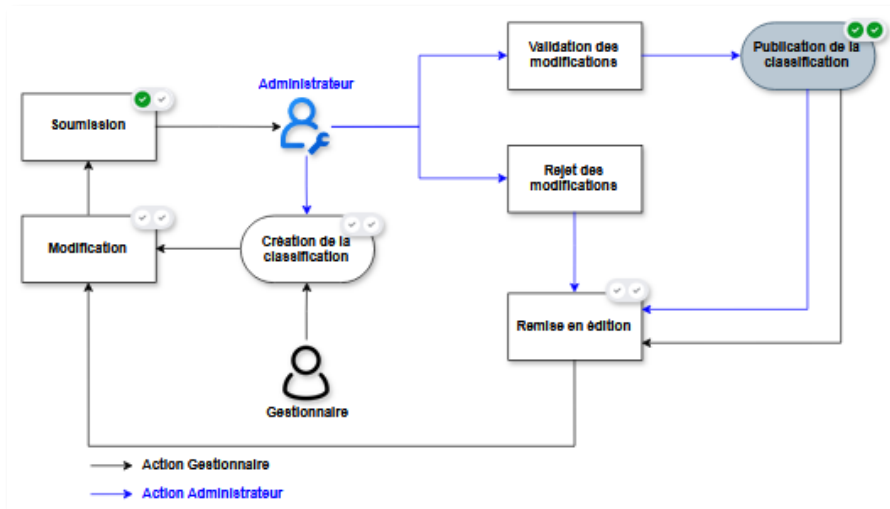 Validation des
modifications
Publication de la
classification
Administrateur
Soumission
Rejet des
modifications
Modification
Création de la
classification
Remise en édition
Gestionnaire
Action Gestionnaire
Action Administrateur